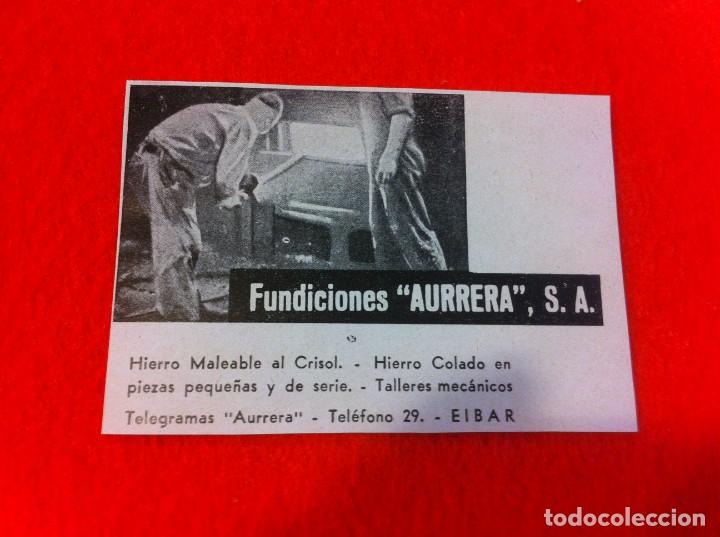 Fundiciones "AURRERA", S. A.
Hierro Maleable al Crisol. - Hierro Colado en
piezas pequeñas y de serie. - Talleres mecánicos
Telegramas "Aurrera" - Teléfono 29. - EIBAR
todocoleccion